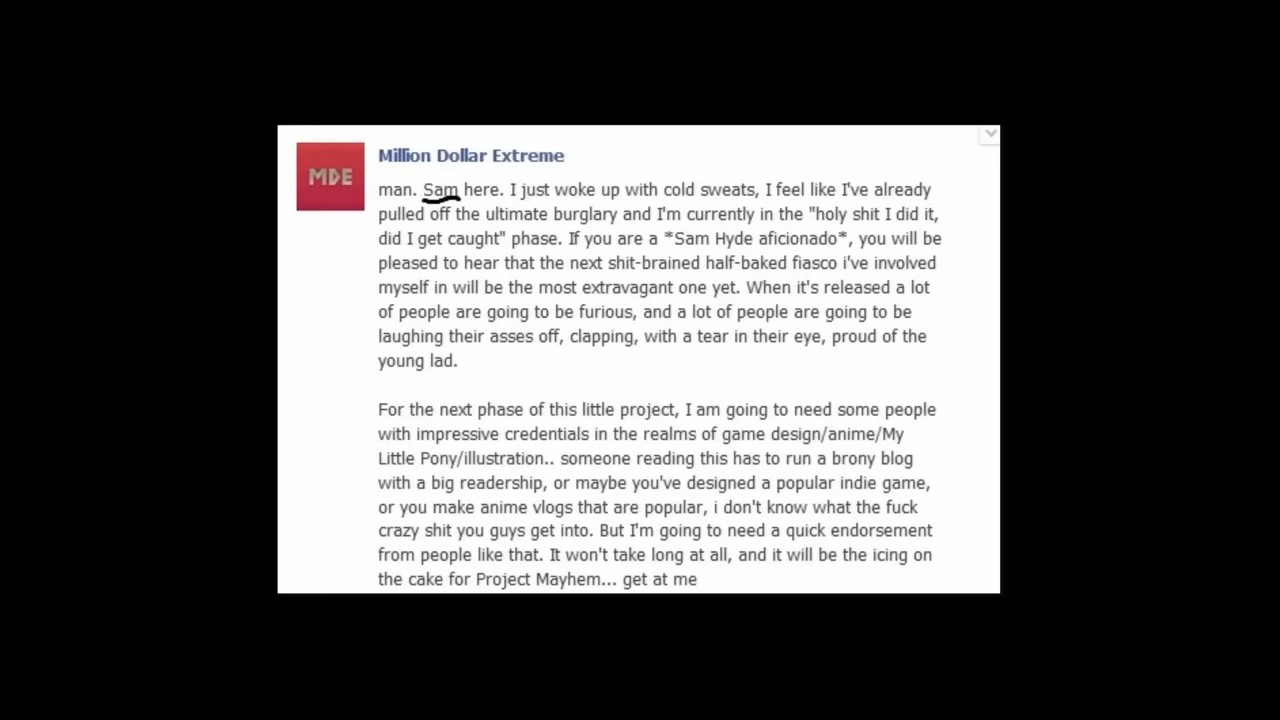 MDE
Million Dollar Extreme
man. Sam here. I just woke up with cold sweats, I feel like I've already
pulled off the ultimate burglary and I'm currently in the "holy shit I did it,
did I get caught" phase. If you are a *Sam Hyde aficionado*, you will be
pleased to hear that the next shit-brained half-baked fiasco i've involved
myself in will be the most extravagant one yet. When it's released a lot
of people are going to be furious, and a lot of people are going to be
laughing their asses off, clapping, with a tear in their eye, proud of the
young lad.
For the next phase of this little project, I am going to need some people
with impressive credentials in the realms of game design/anime/My
Little Pony/illustration.. someone reading this has to run a brony blog
with a big readership, or maybe you've designed a popular indie game,
or you make anime vlogs that are popular, i don't know what the fuck
crazy shit you guys get into. But I'm going to need a quick endorsement
from people like that. It won't take long at all, and it will be the icing on
the cake for Project Mayhem... get at me